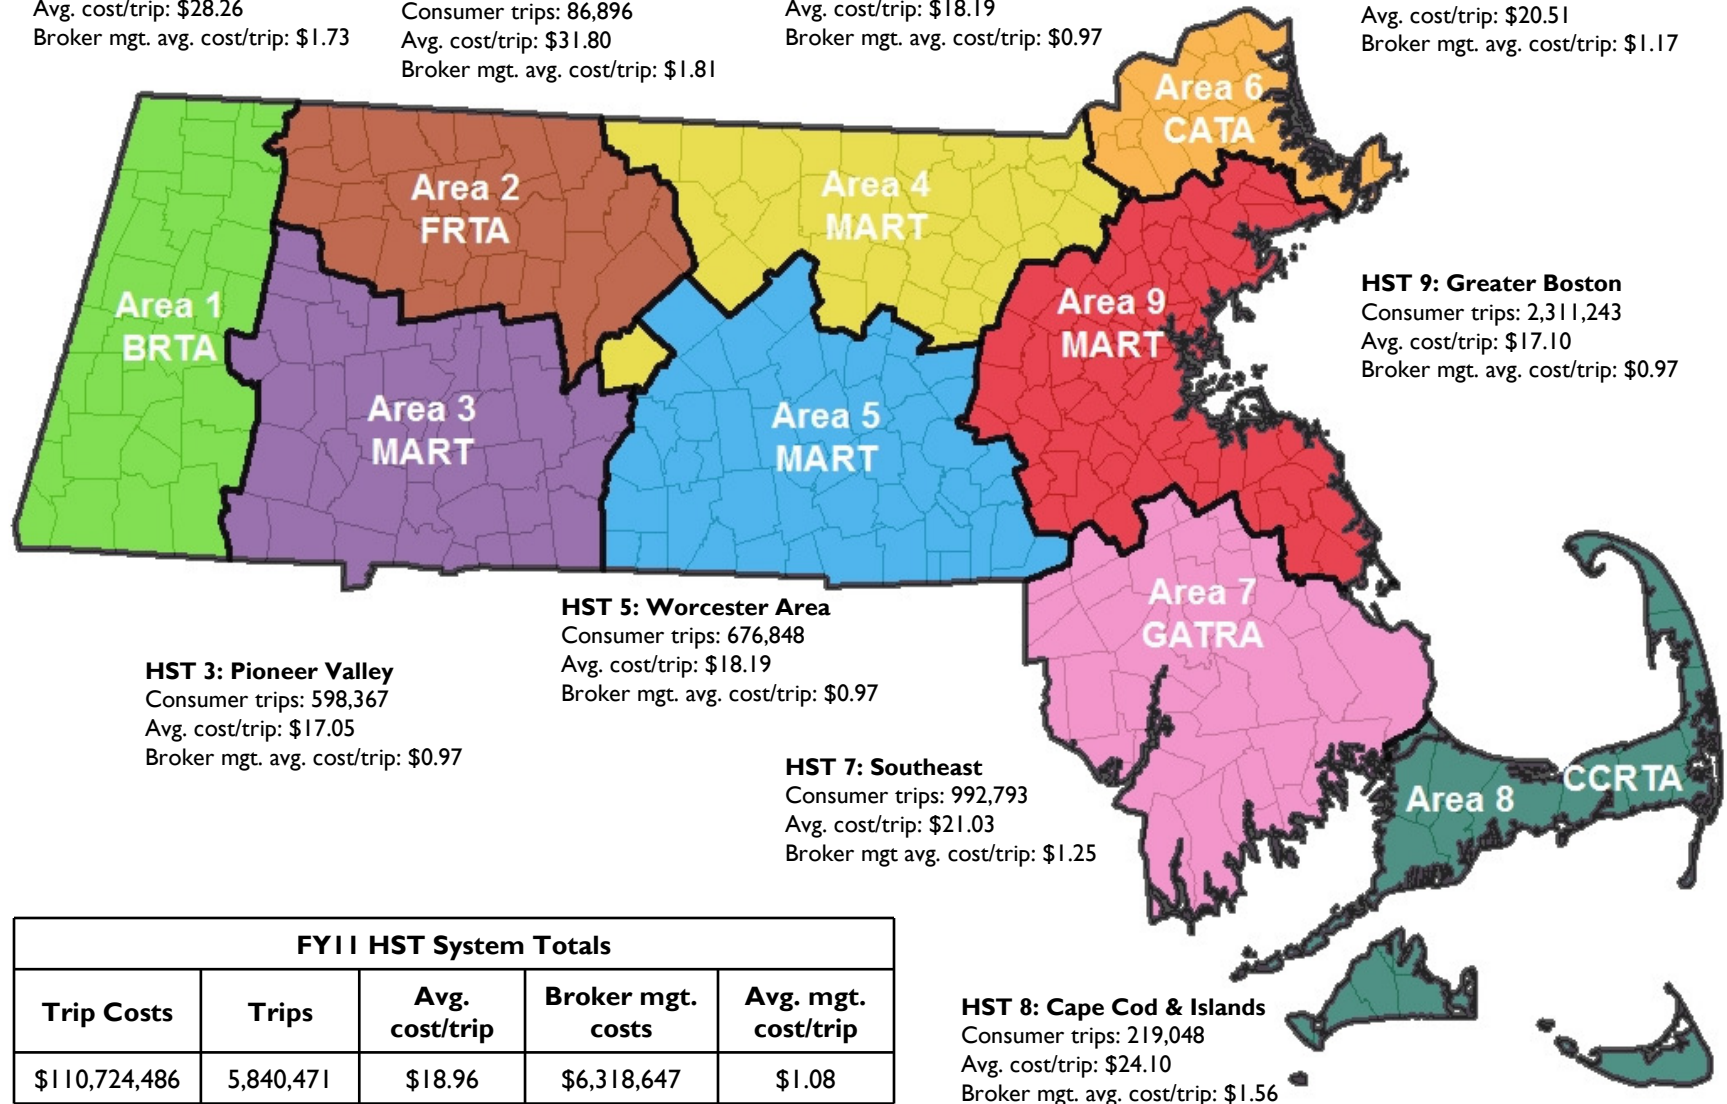 Avg. cost/trip: $28.26
Broker mgt. avg. cost/trip: $1.73
Consumer trips: 86,896
Avg. cost/trip: $31.80
Broker mgt. avg. cost/trip: $1.81
Avg. cost/trip: $18.19
Broker mgt. avg. cost/trip: $0.97
Avg. cost/trip: $20.51
Broker mgt. avg. cost/trip: $1.17
Area 6
CATA
Area 2
FRTA
Area 4
MART
Area 1
BRTA
Area 9
MART
HST 9: Greater Boston
Consumer trips: 2,311,243
Avg. cost/trip: $17.10
Broker mgt. avg. cost/trip: $0.97
Area 3
MART
Area 5
MART
Area 7
GATRA
HST 5: Worcester Area
Consumer trips: 676,848
Avg. cost/trip: $18.19
Broker mgt. avg. cost/trip: $0.97
HST 3: Pioneer Valley
Consumer trips: 598,367
Avg. cost/trip: $17.05
Broker mgt. avg. cost/trip: $0.97
HST 7: Southeast
Consumer trips: 992,793
Avg. cost/trip: $21.03
Broker mgt avg. cost/trip: $1.25
Area 8
CCRTA
FY11 HST System Totals
Trip Costs
Trips
Avg.
cost/trip
Broker mgt.
costs
Avg. mgt.
cost/trip
$110,724,486
5,840,471
$18.96
$6,318,647
$1.08
HST 8: Cape Cod & Islands
Consumer trips: 219,048
Avg. cost/trip: $24.10
Broker mgt. avg. cost/trip: $1.56